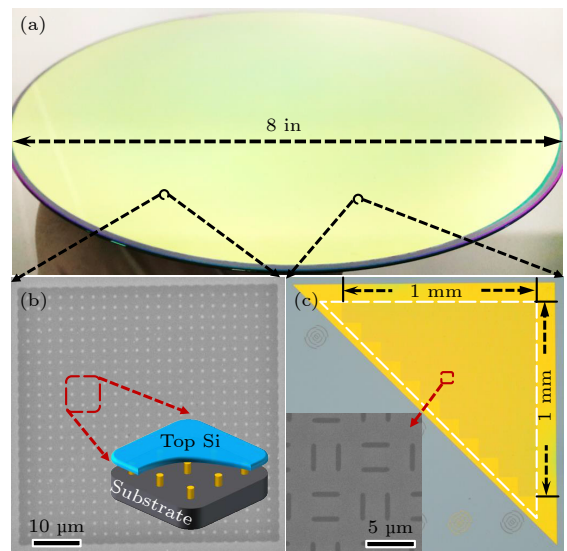 (a)
8 in
(b)
Top Si
Substrate
10 µm
(c)
1 mm
1 mm
5 µm